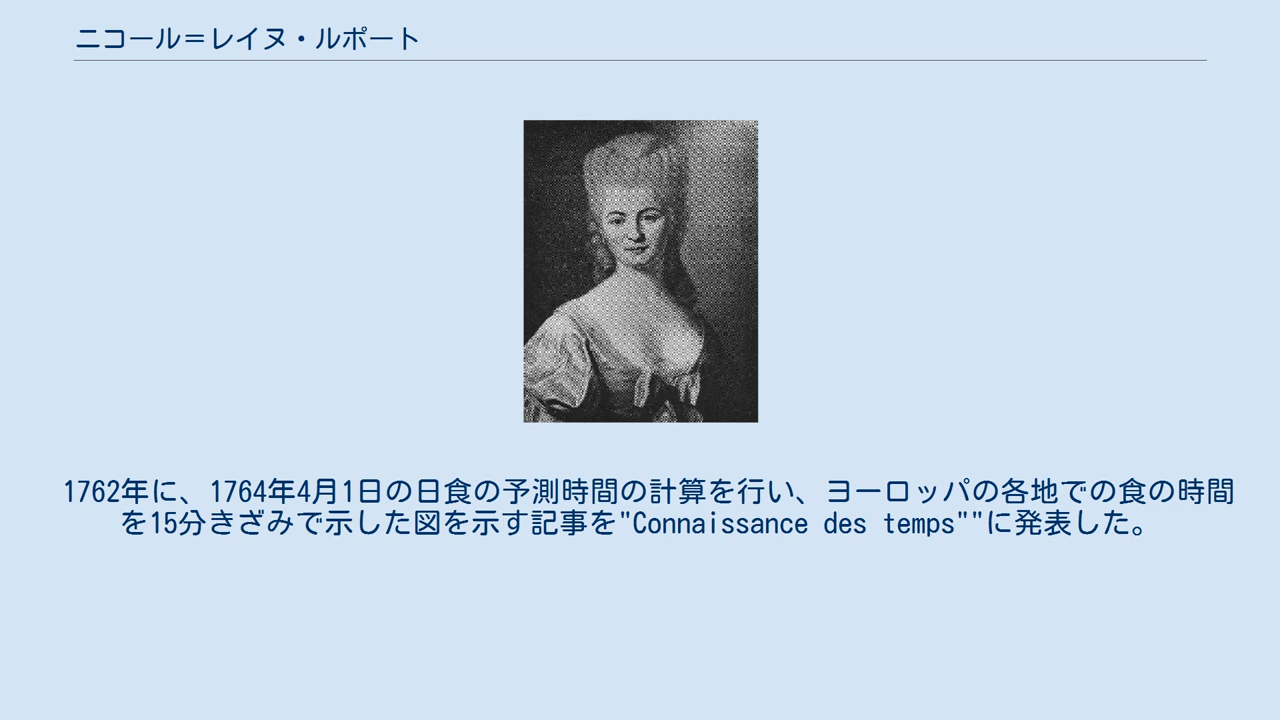 ニコール＝レイヌ・ルポート
1762年に、1764年4月1日の日食の予測時間の計算を行い、ヨーロッパの各地での食の時間
を15分きざみで示した図を示す記事を"Connaissance des temps""に発表した。